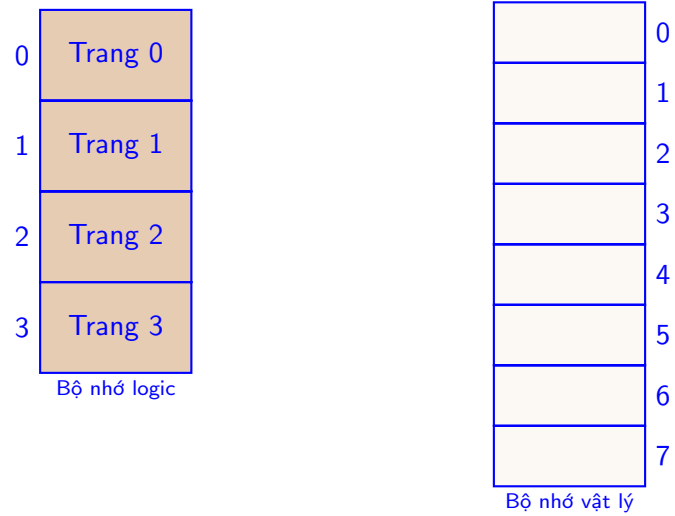 0 Trang 0
1 Trang 1
2 Trang 2
3 Trang 3
Bộ nhớ logic
0
1
2
3
4
5
6
7
Bộ nhớ vật lý